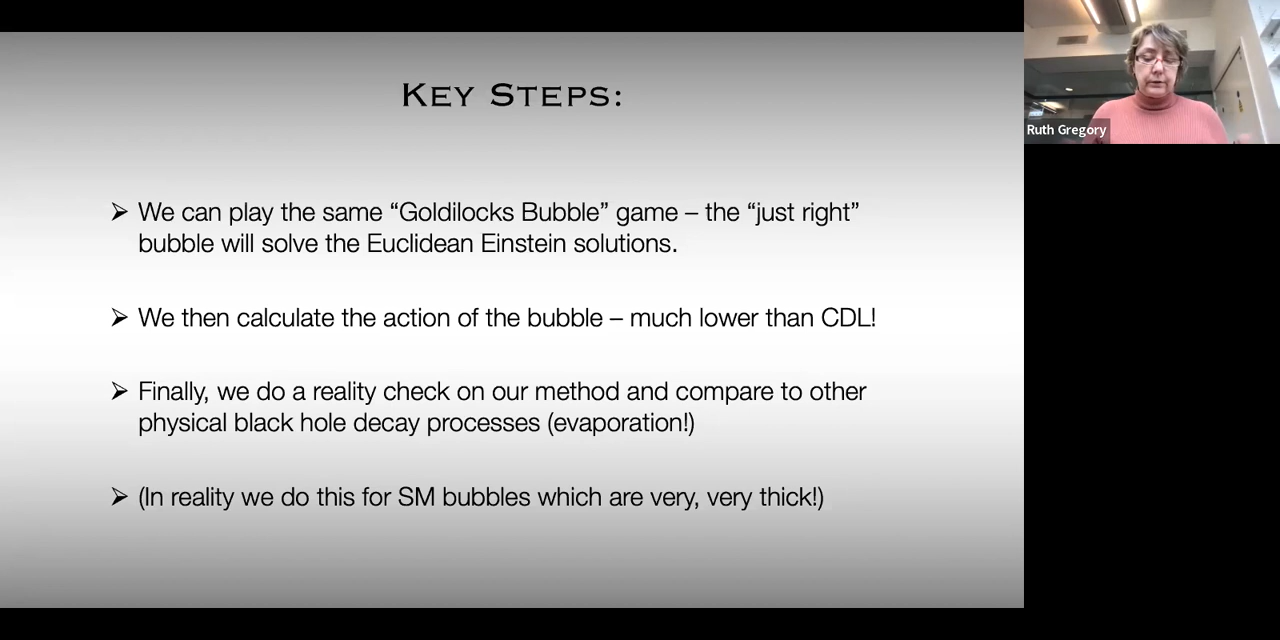 KEY STEPS:
➢ We can play the same “Goldilocks Bubble” game – the “just right”
bubble will solve the Euclidean Einstein solutions.
➢ We then calculate the action of the bubble – much lower than CDL!
➢ Finally, we do a reality check on our method and compare to other
physical black hole decay processes (evaporation!)
➢ (In reality we do this for SM bubbles which are very, very thick!)
Ruth Gregory